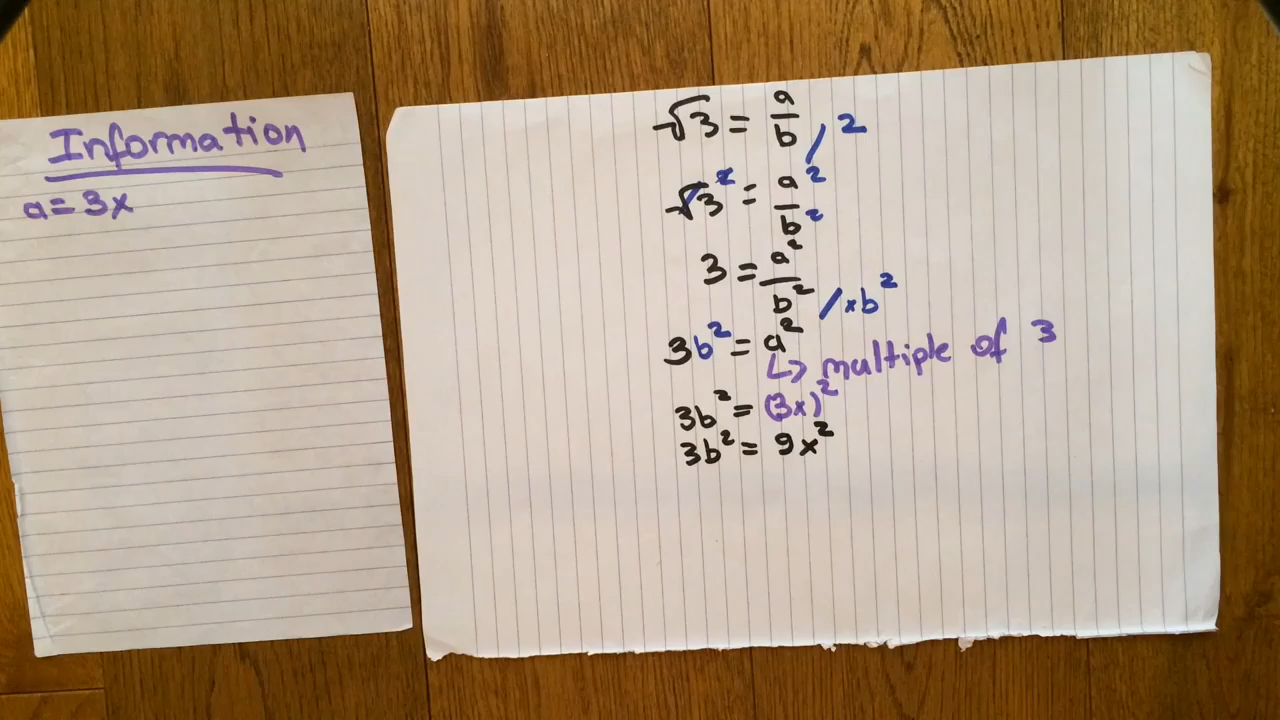 Information
a = 3x
√3 = a/b /2
√3² = a²/b²
3 = a²/b² /×b²
3b² = a²
↳ multiple of 3
3b² = (3x)²
3b² = 9x²